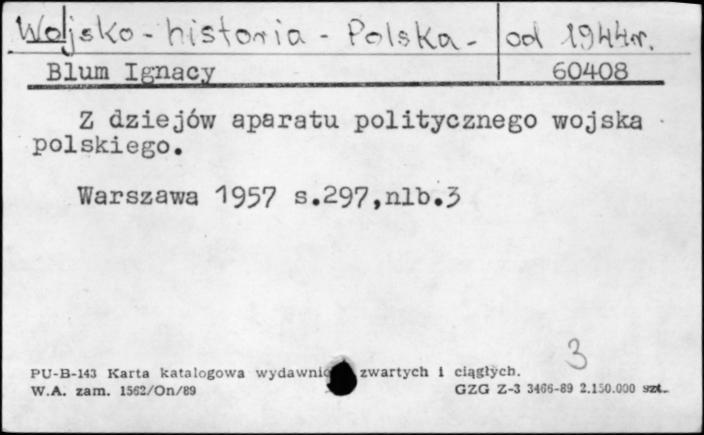 Wojsko - historia - Polska - od 1944r.
Blum Ignacy 60408
Z dziejów aparatu politycznego wojska
polskiego.
Warszawa 1957 s.297,nlb.3
3
PU-B-143 Karta katalogowa wydawnic zwartych i ciągłych.
W.A. zam. 1562/On/89 GZG Z-3 3466-89 2.150.000 szt.